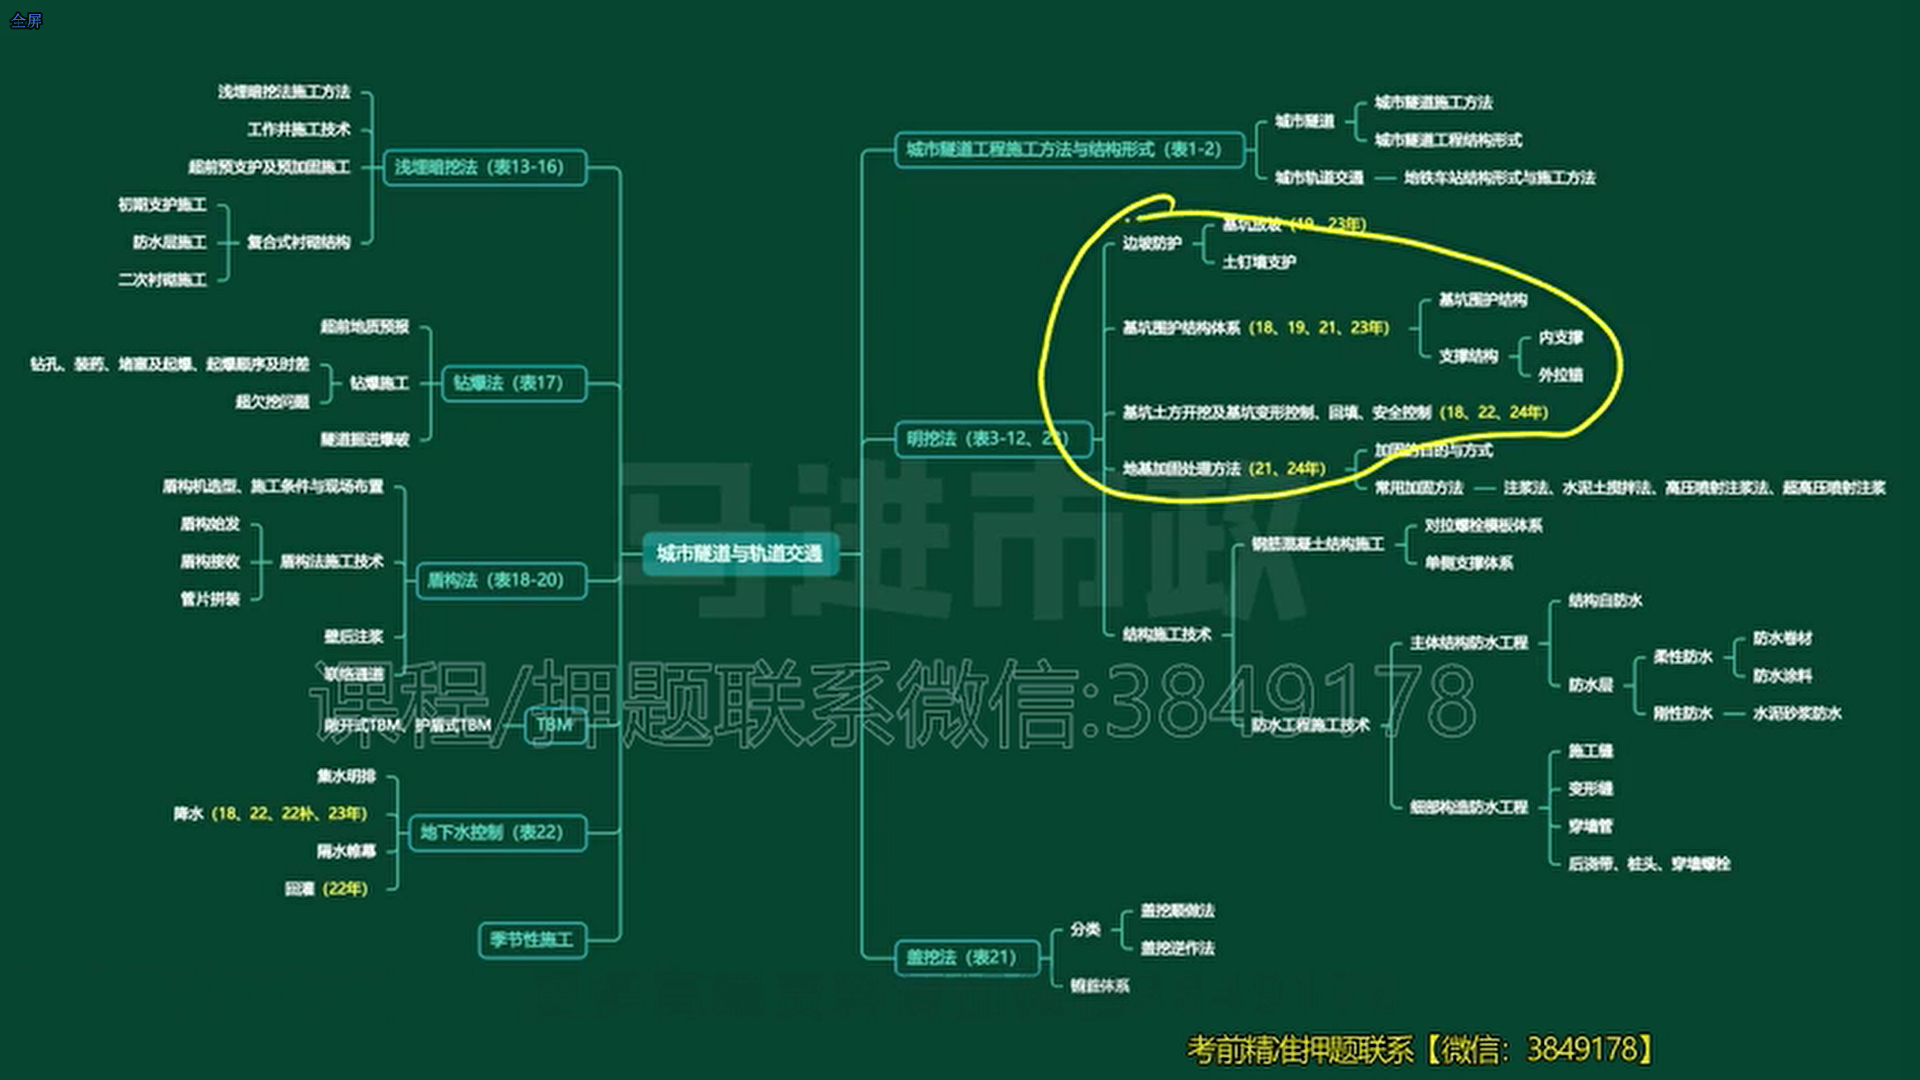 全屏
浅埋暗挖法施工方法
工作井施工技术
超前预支护及预加固施工
浅埋暗挖法（表13-16）
初期支护施工
防水层施工
复合式衬砌结构
二次衬砌施工
超前地质预报
钻孔、装药、堵塞及起爆、起爆顺序及时差
钻爆施工
钻爆法（表17）
超欠挖问题
隧道掘进爆破
盾构机选型、施工条件与现场布置
盾构始发
盾构接收
盾构法施工技术
盾构法（表18-20）
管片拼装
壁后注浆
联络通道
敞开式TBM、护盾式TBM
TBM
集水明排
降水（18、22、22补、23年）
地下水控制（表22）
隔水帷幕
回灌（22年）
季节性施工
城市隧道与轨道交通
城市隧道工程施工方法与结构形式（表1-2）
城市隧道
城市隧道施工方法
城市隧道工程结构形式
城市轨道交通
地铁车站结构形式与施工方法
明挖法（表3-12、23）
边坡防护
基坑放坡（19、23年）
土钉墙支护
基坑围护结构体系（18、19、21、23年）
基坑围护结构
支撑结构
内支撑
外拉锚
基坑土方开挖及基坑变形控制、回填、安全控制（18、22、24年）
地基加固处理方法（21、24年）
加固的目的与方式
常用加固方法
注浆法、水泥土搅拌法、高压喷射注浆法、超高压喷射注浆
结构施工技术
钢筋混凝土结构施工
对拉螺栓模板体系
单侧支撑体系
防水工程施工技术
主体结构防水工程
结构自防水
防水层
柔性防水
防水卷材
防水涂料
刚性防水
水泥砂浆防水
细部构造防水工程
施工缝
变形缝
穿墙管
后浇带、桩头、穿墙螺栓
盖挖法（表21）
分类
盖挖顺做法
盖挖逆作法
铺盖体系
马进市政
课程/押题联系微信:3849178
考前精准押题联系【微信：3849178】